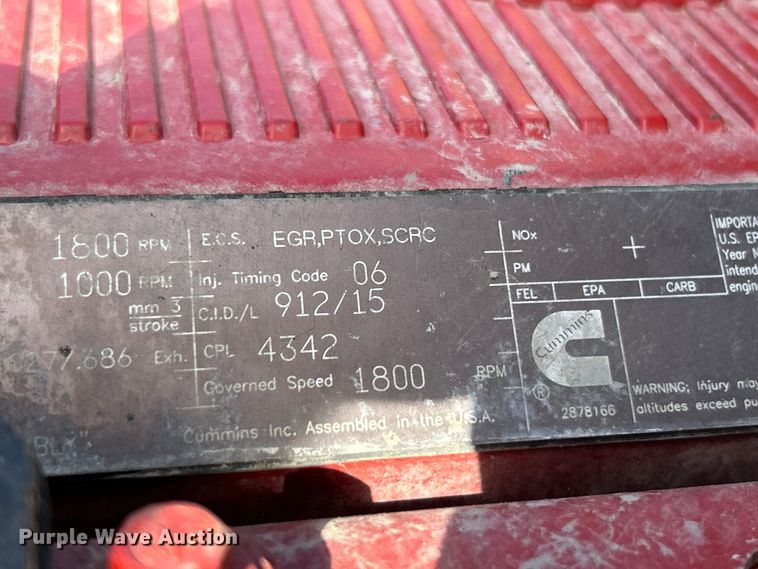 1800 RPM
1000 RPM
mm 3
stroke
Exh.
BLY"
E.C.S. EGR,PTOX,SCRC
Inj. Timing Code 06
C.I.D./L 912/15
CPL 4342
Governed Speed 1800 RPM
Cummins Inc. Assembled in the U.S.A.
NOx
PM
+
FEL EPA CARB
Cummins
®
2878166
IMPORTA
U.S. EP
Year N
intend
engin
WARNING; Injury may
altitudes exceed pu
Purple Wave Auction